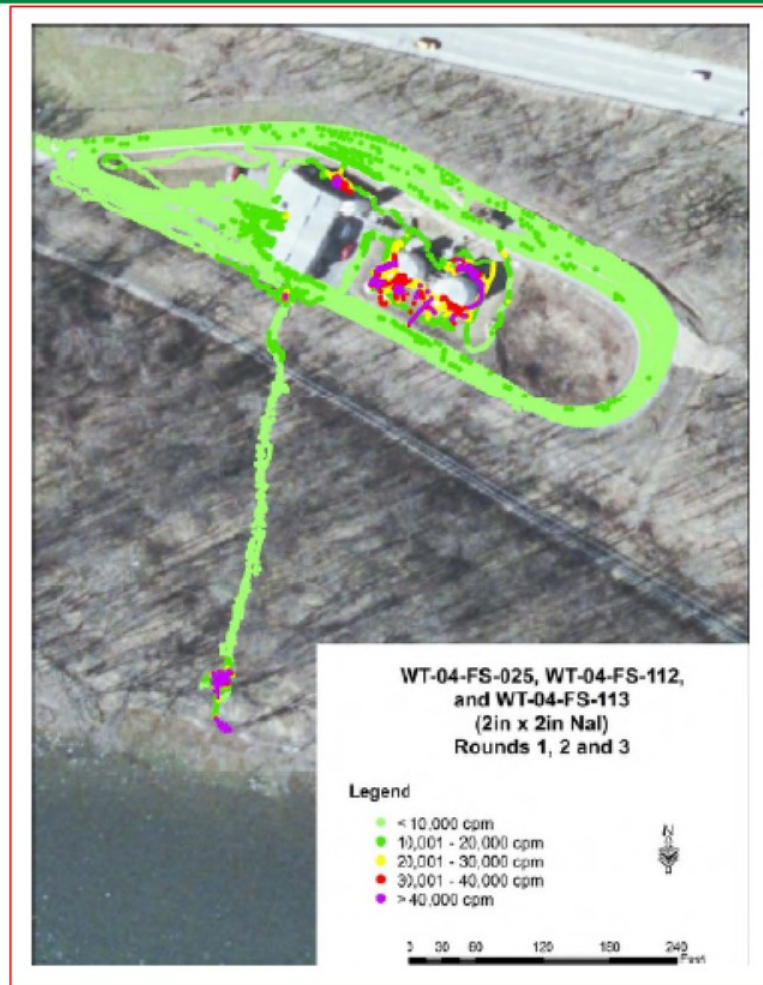 WT-04-FS-025, WT-04-FS-112,
and WT-04-FS-113
(2in x 2in NaI)
Rounds 1, 2 and 3
Legend
< 10,000 cpm
10,001 - 20,000 cpm
20,001 - 30,000 cpm
30,001 - 40,000 cpm
> 40,000 cpm
N
0 30 60 120 180 240
Feet